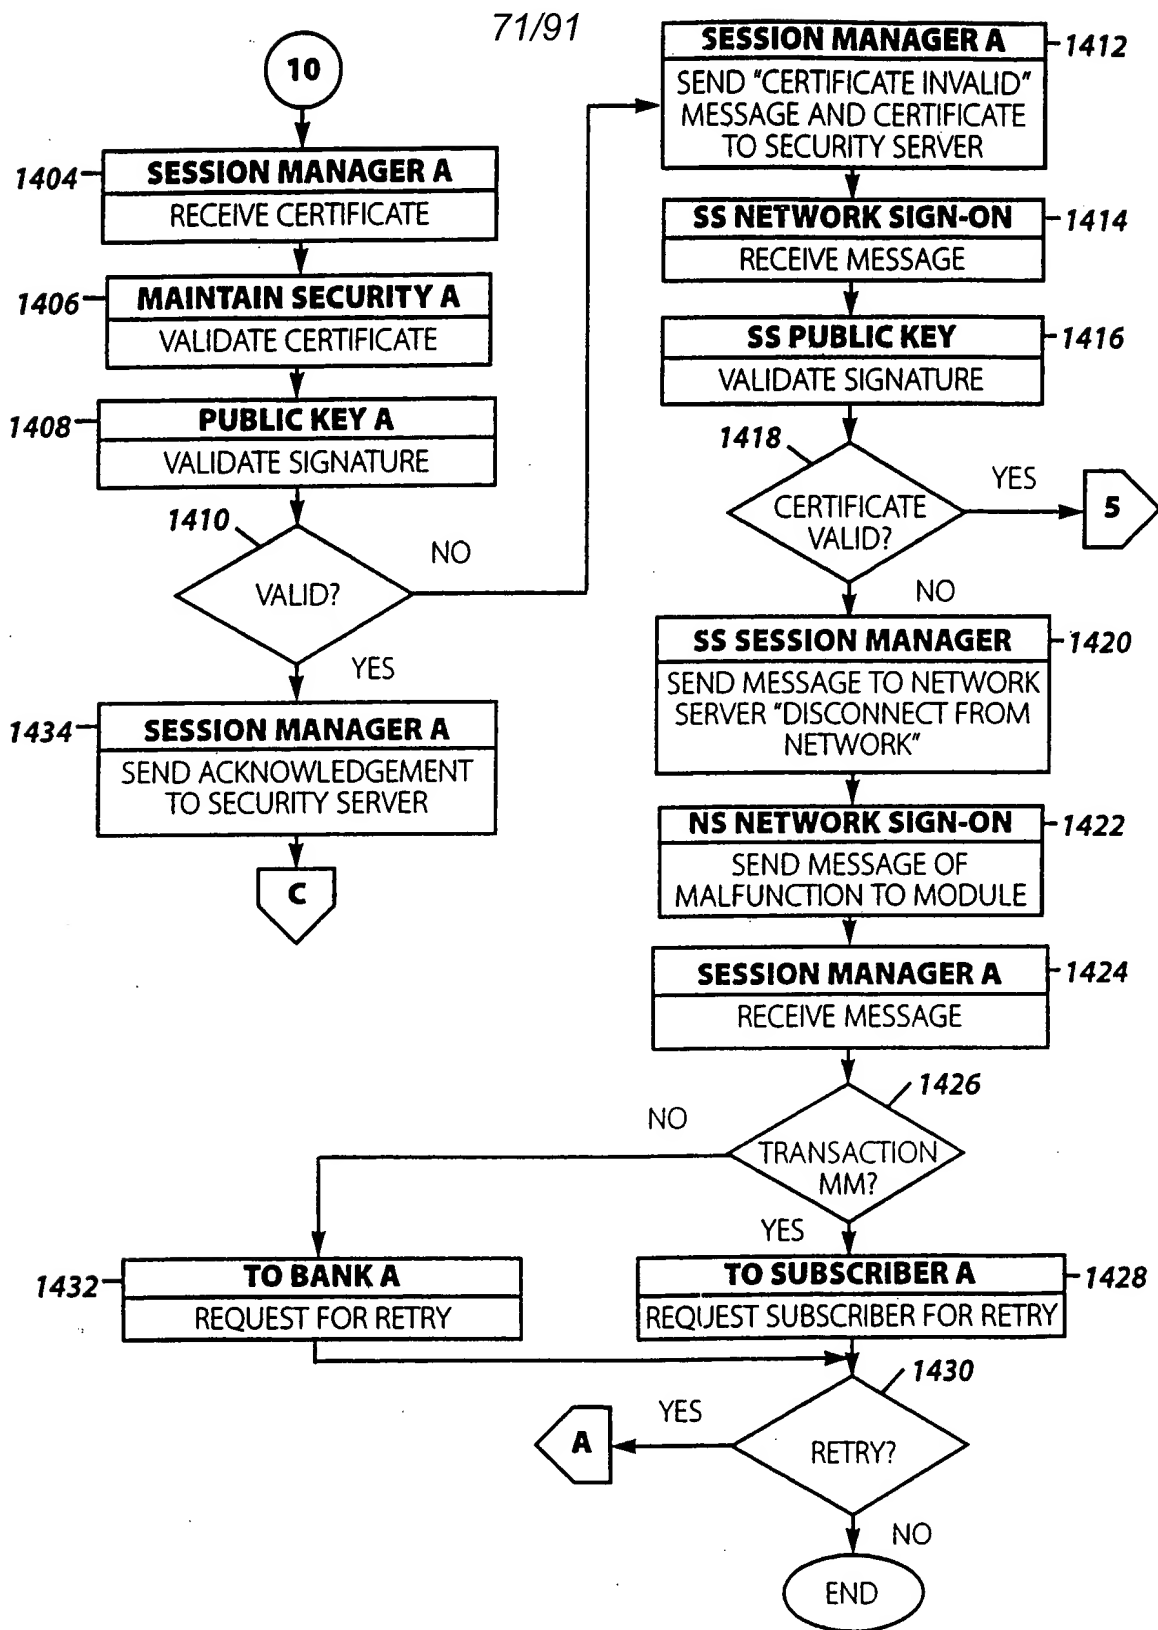 71/91
10
1404
SESSION MANAGER A
RECEIVE CERTIFICATE
1406
MAINTAIN SECURITY A
VALIDATE CERTIFICATE
1408
PUBLIC KEY A
VALIDATE SIGNATURE
1410
VALID?
NO
YES
1434
SESSION MANAGER A
SEND ACKNOWLEDGEMENT
TO SECURITY SERVER
C
SESSION MANAGER A
1412
SEND "CERTIFICATE INVALID"
MESSAGE AND CERTIFICATE
TO SECURITY SERVER
SS NETWORK SIGN-ON
1414
RECEIVE MESSAGE
SS PUBLIC KEY
1416
VALIDATE SIGNATURE
1418
CERTIFICATE
VALID?
YES
5
NO
SS SESSION MANAGER
1420
SEND MESSAGE TO NETWORK
SERVER "DISCONNECT FROM
NETWORK"
NS NETWORK SIGN-ON
1422
SEND MESSAGE OF
MALFUNCTION TO MODULE
SESSION MANAGER A
1424
RECEIVE MESSAGE
1426
TRANSACTION
MM?
NO
YES
1432
TO BANK A
REQUEST FOR RETRY
TO SUBSCRIBER A
1428
REQUEST SUBSCRIBER FOR RETRY
1430
RETRY?
YES
A
NO
END